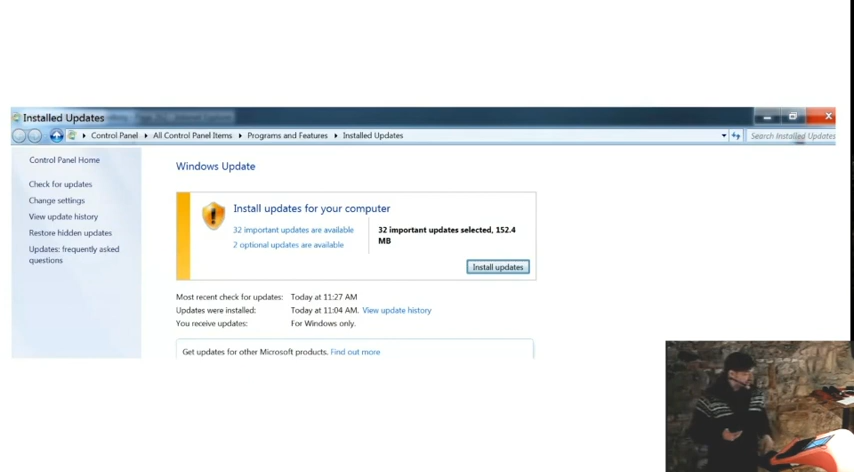 Installed Updates
Control Panel All Control Panel Items Programs and Features Installed Updates
Search Installed Updates
Control Panel Home
Check for updates
Change settings
View update history
Restore hidden updates
Updates: frequently asked
questions
Windows Update
Install updates for your computer
32 important updates are available
2 optional updates are available
32 important updates selected, 152.4
MB
Install updates
Most recent check for updates: Today at 11:27 AM
Updates were installed: Today at 11:04 AM. View update history
You receive updates: For Windows only.
Get updates for other Microsoft products. Find out more